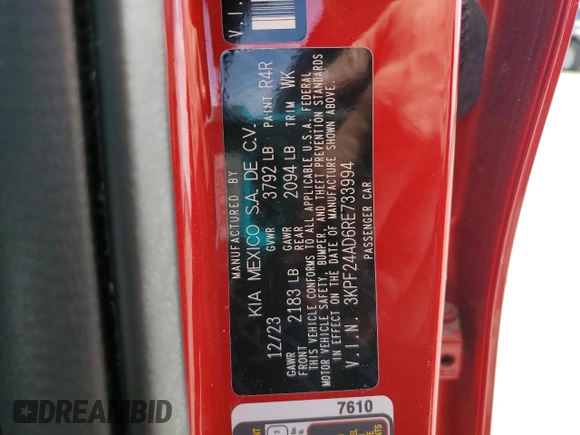 V.I.N.
MANUFACTURED BY
KIA MEXICO S.A. DE C.V.
12/23 GVWR 3792 LB PAINT R4R
GAWR FRONT 2183 LB GAWR REAR 2094 LB TRIM WK
THIS VEHICLE CONFORMS TO ALL APPLICABLE U.S.A. FEDERAL
MOTOR VEHICLE SAFETY, BUMPER, AND THEFT PREVENTION STANDARDS
IN EFFECT ON THE DATE OF MANUFACTURE SHOWN ABOVE.
V.I.N. 3KPF24AD6RE733994
PASSENGER CAR
7610
DREAMBID